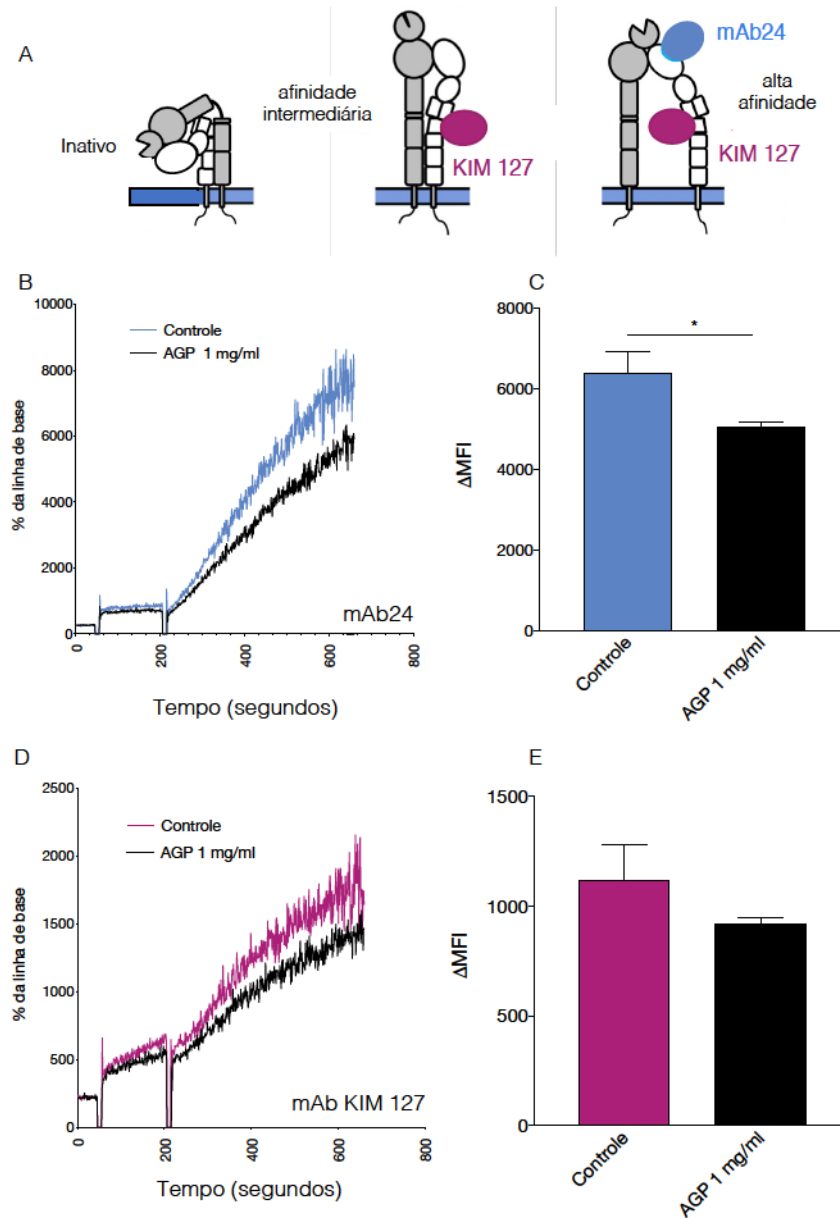 A
Inativo
afinidade
intermediária
KIM 127
mAb24
alta
afinidade
KIM 127
B
10000
8000
6000
4000
2000
0
% da linha de base
Controle
AGP 1 mg/ml
mAb24
0
200
400
600
800
Tempo (segundos)
C
8000
6000
4000
2000
0
ΔMFI
*
Controle
AGP 1 mg/ml
D
2500
2000
1500
1000
500
0
% da linha de base
Controle
AGP 1 mg/ml
mAb KIM 127
0
200
400
600
800
Tempo (segundos)
E
1500
1000
500
0
ΔMFI
Controle
AGP 1 mg/ml